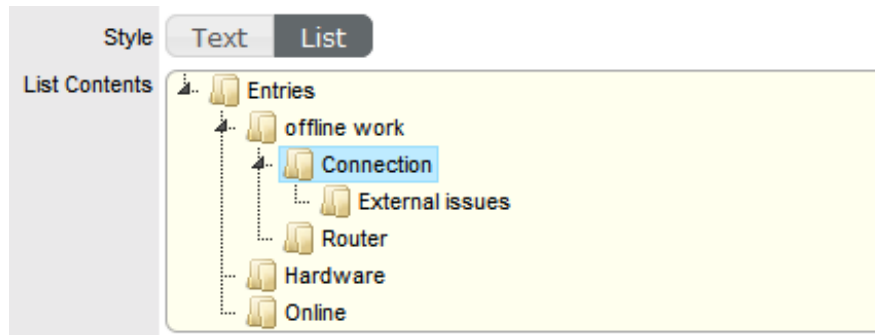 Style Text List
List Contents Entries
offline work
Connection
External issues
Router
Hardware
Online